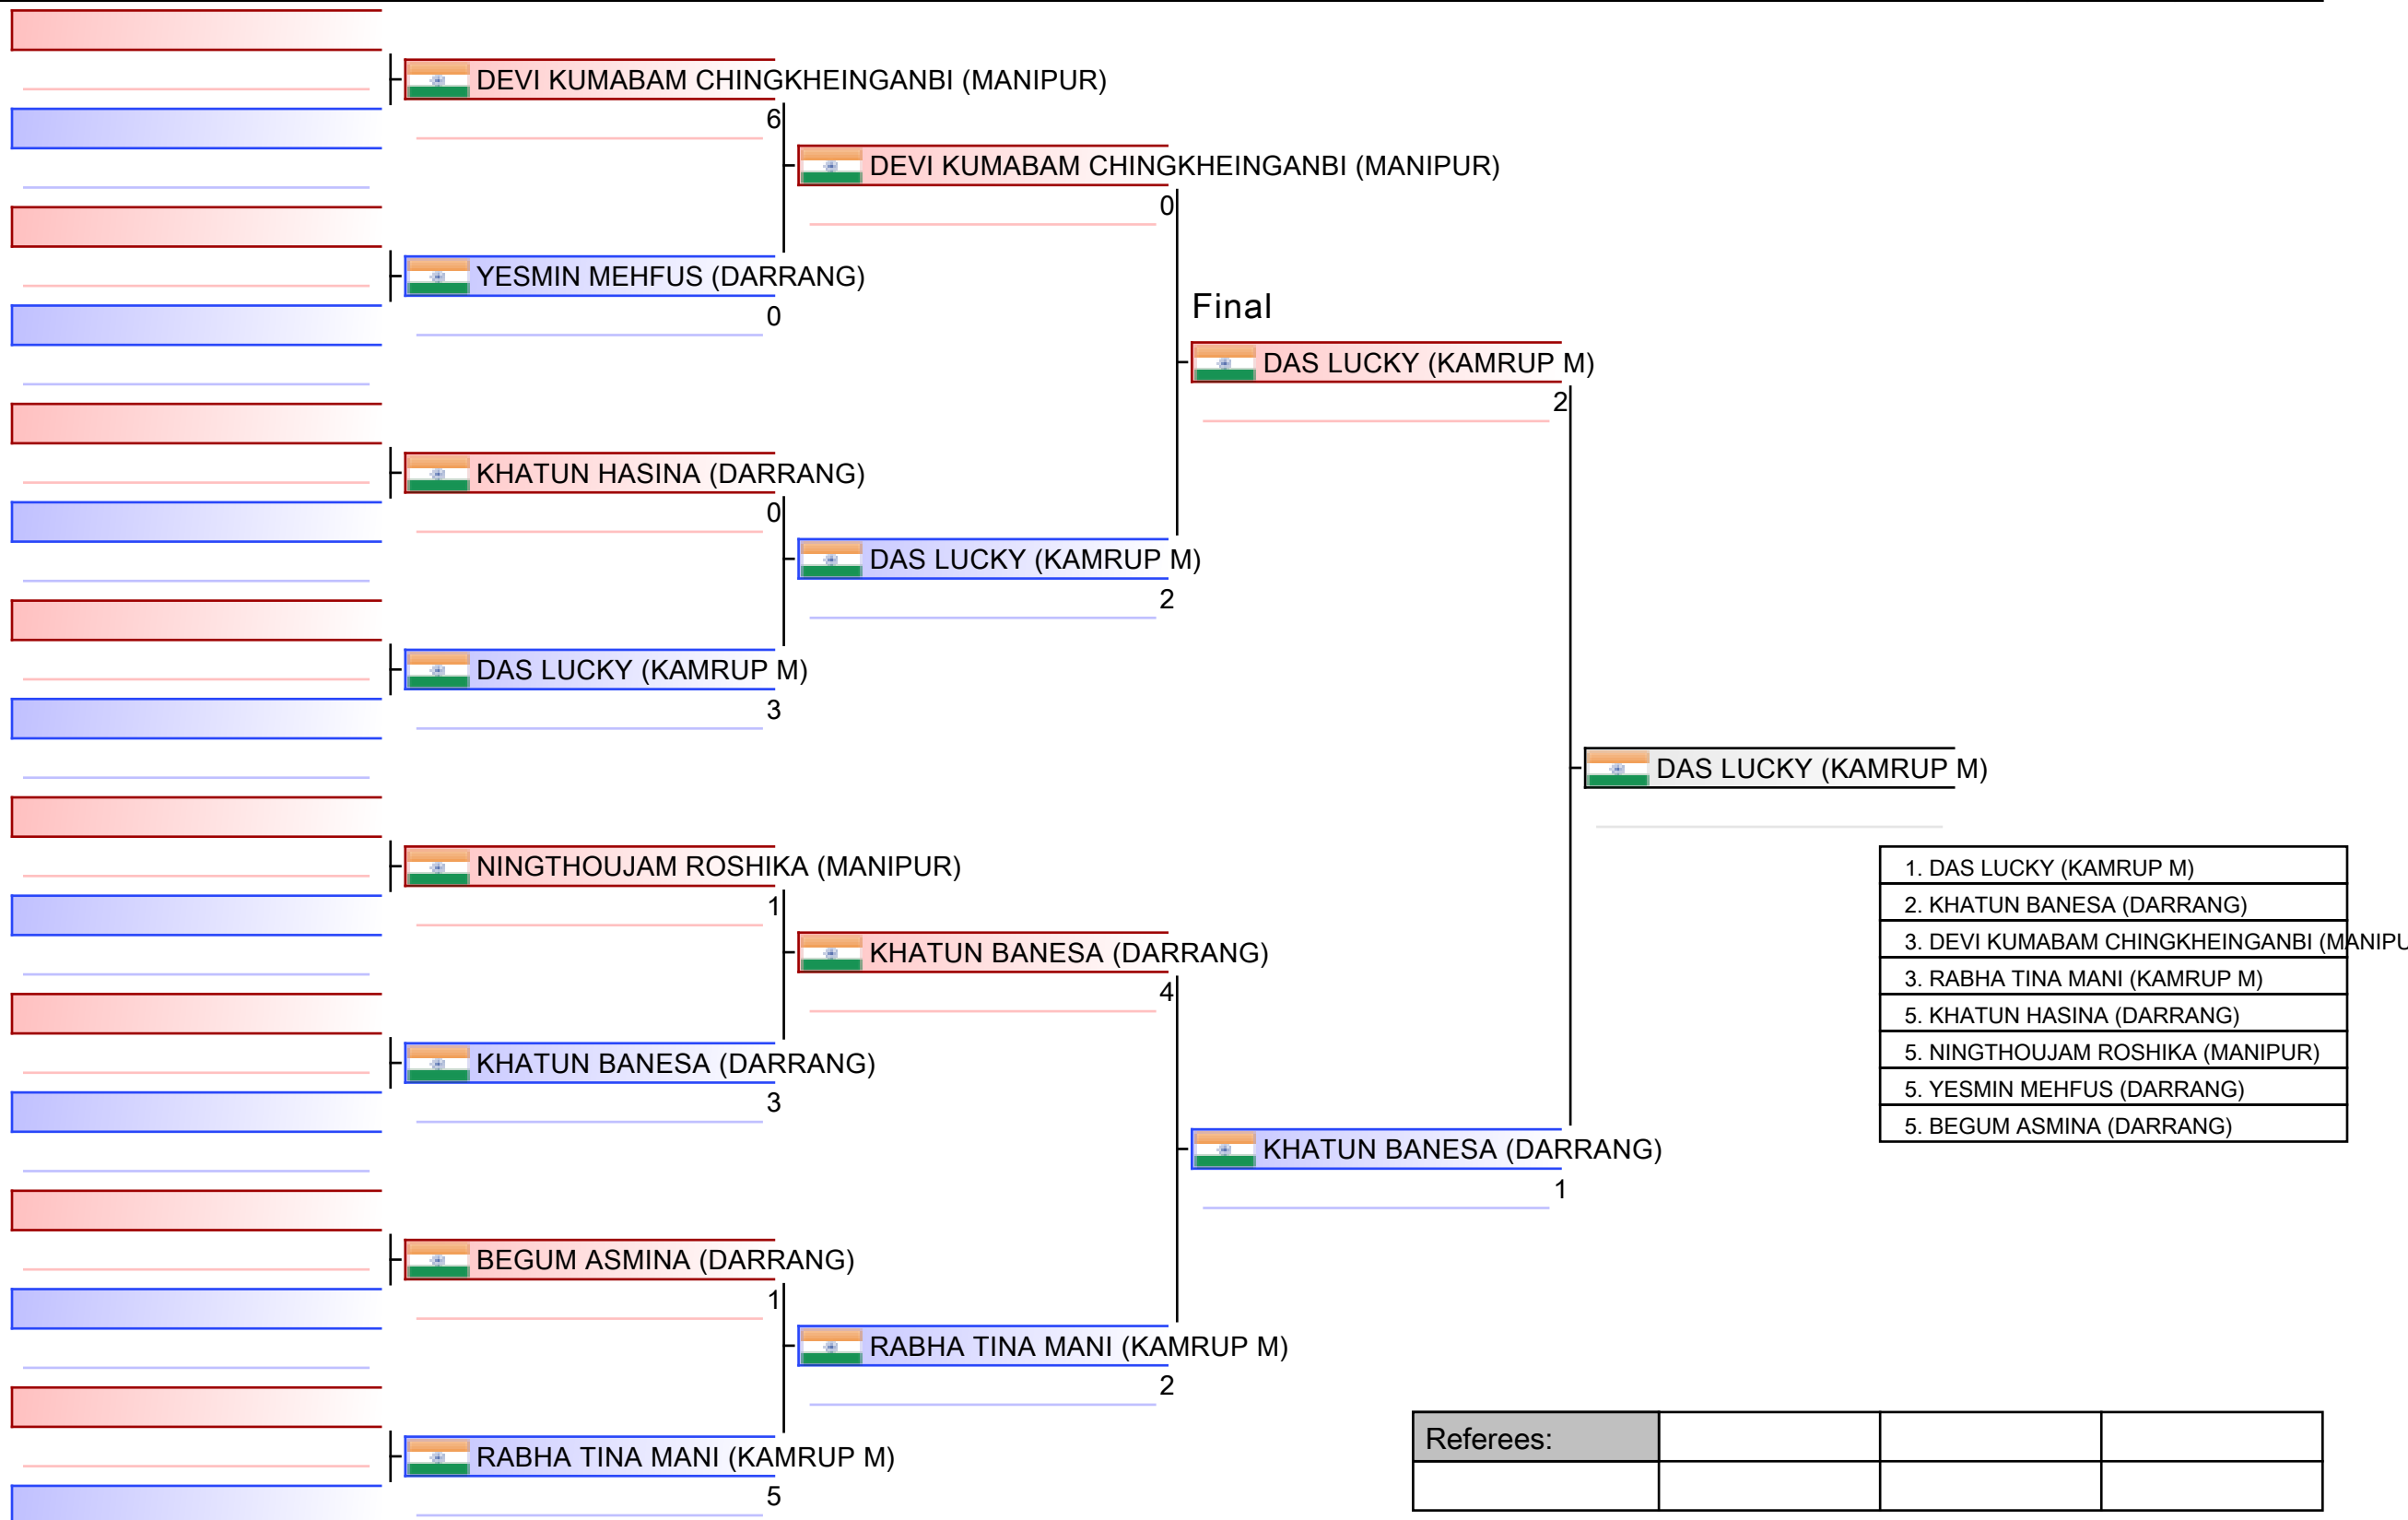 DEVI KUMABAM CHINGKHEINGANBI (MANIPUR)
6
YESMIN MEHFUS (DARRANG)
0
KHATUN HASINA (DARRANG)
0
DAS LUCKY (KAMRUP M)
3
NINGTHOUJAM ROSHIKA (MANIPUR)
1
KHATUN BANESA (DARRANG)
3
BEGUM ASMINA (DARRANG)
1
RABHA TINA MANI (KAMRUP M)
5
DEVI KUMABAM CHINGKHEINGANBI (MANIPUR)
0
DAS LUCKY (KAMRUP M)
2
KHATUN BANESA (DARRANG)
4
RABHA TINA MANI (KAMRUP M)
2
Final
DAS LUCKY (KAMRUP M)
2
KHATUN BANESA (DARRANG)
1
DAS LUCKY (KAMRUP M)
1. DAS LUCKY (KAMRUP M)
2. KHATUN BANESA (DARRANG)
3. DEVI KUMABAM CHINGKHEINGANBI (MANIPU
3. RABHA TINA MANI (KAMRUP M)
5. KHATUN HASINA (DARRANG)
5. NINGTHOUJAM ROSHIKA (MANIPUR)
5. YESMIN MEHFUS (DARRANG)
5. BEGUM ASMINA (DARRANG)
Referees: